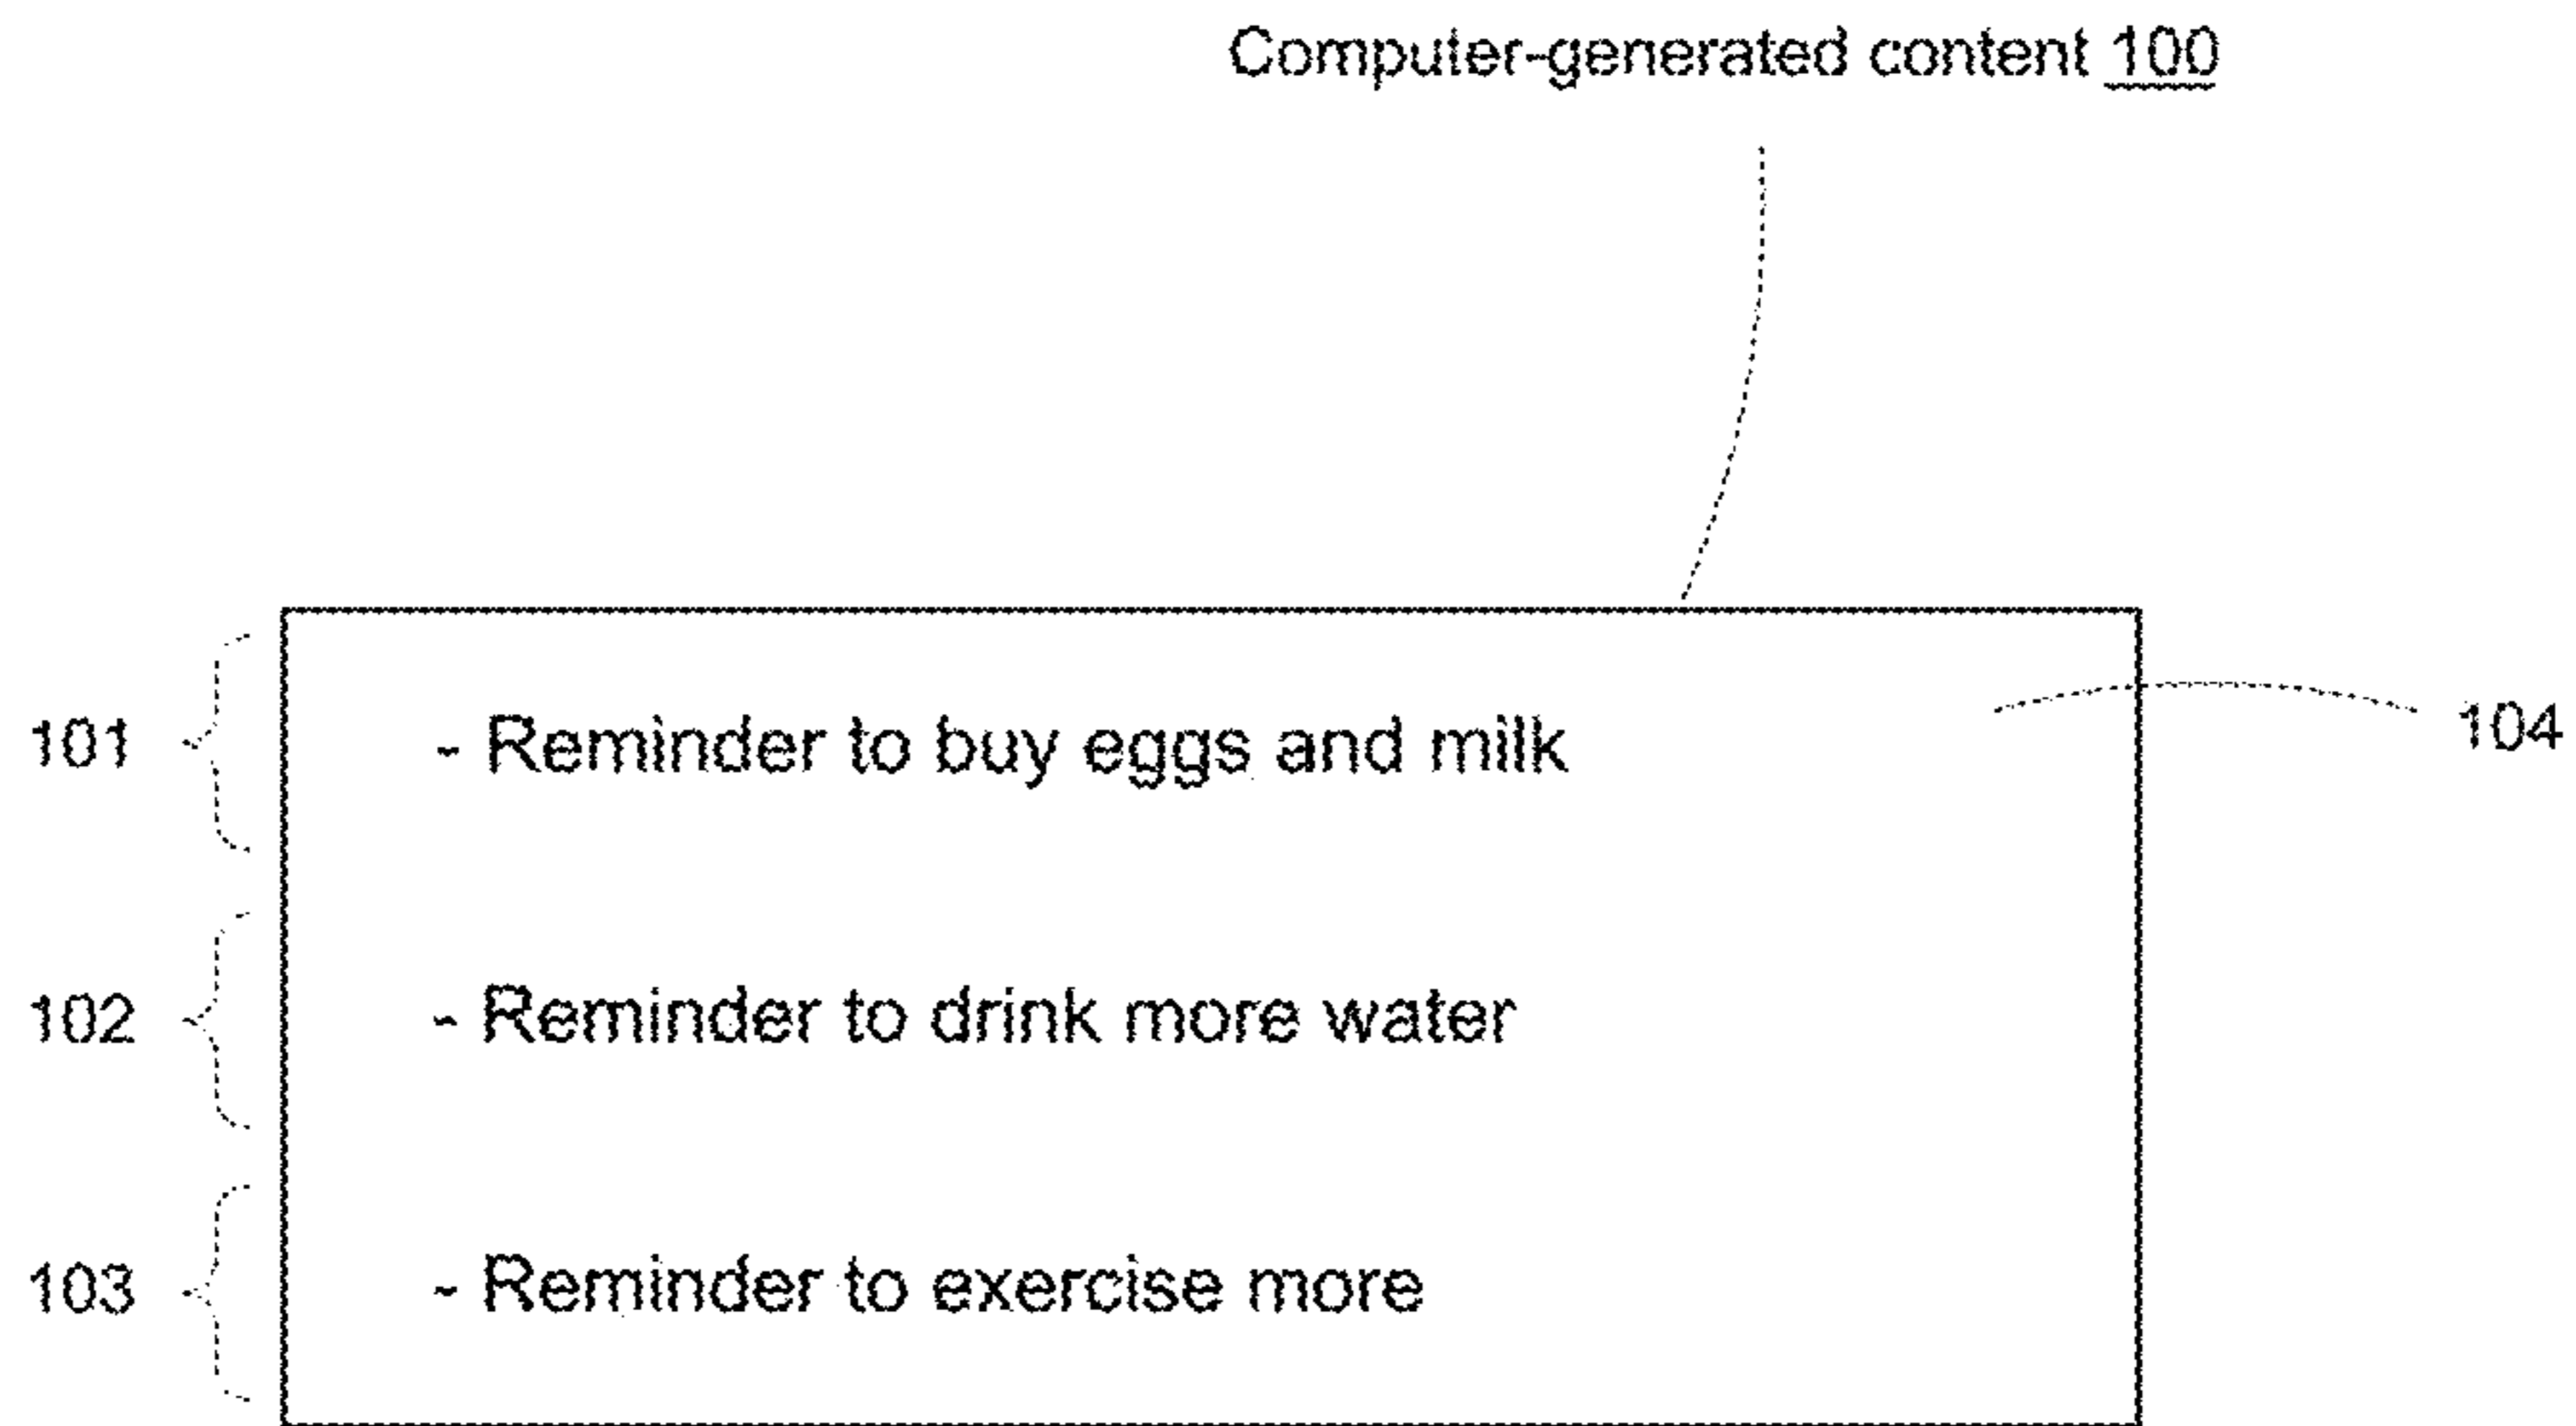 Computer-generated content 100
101
- Reminder to buy eggs and milk
104
102
- Reminder to drink more water
103
- Reminder to exercise more